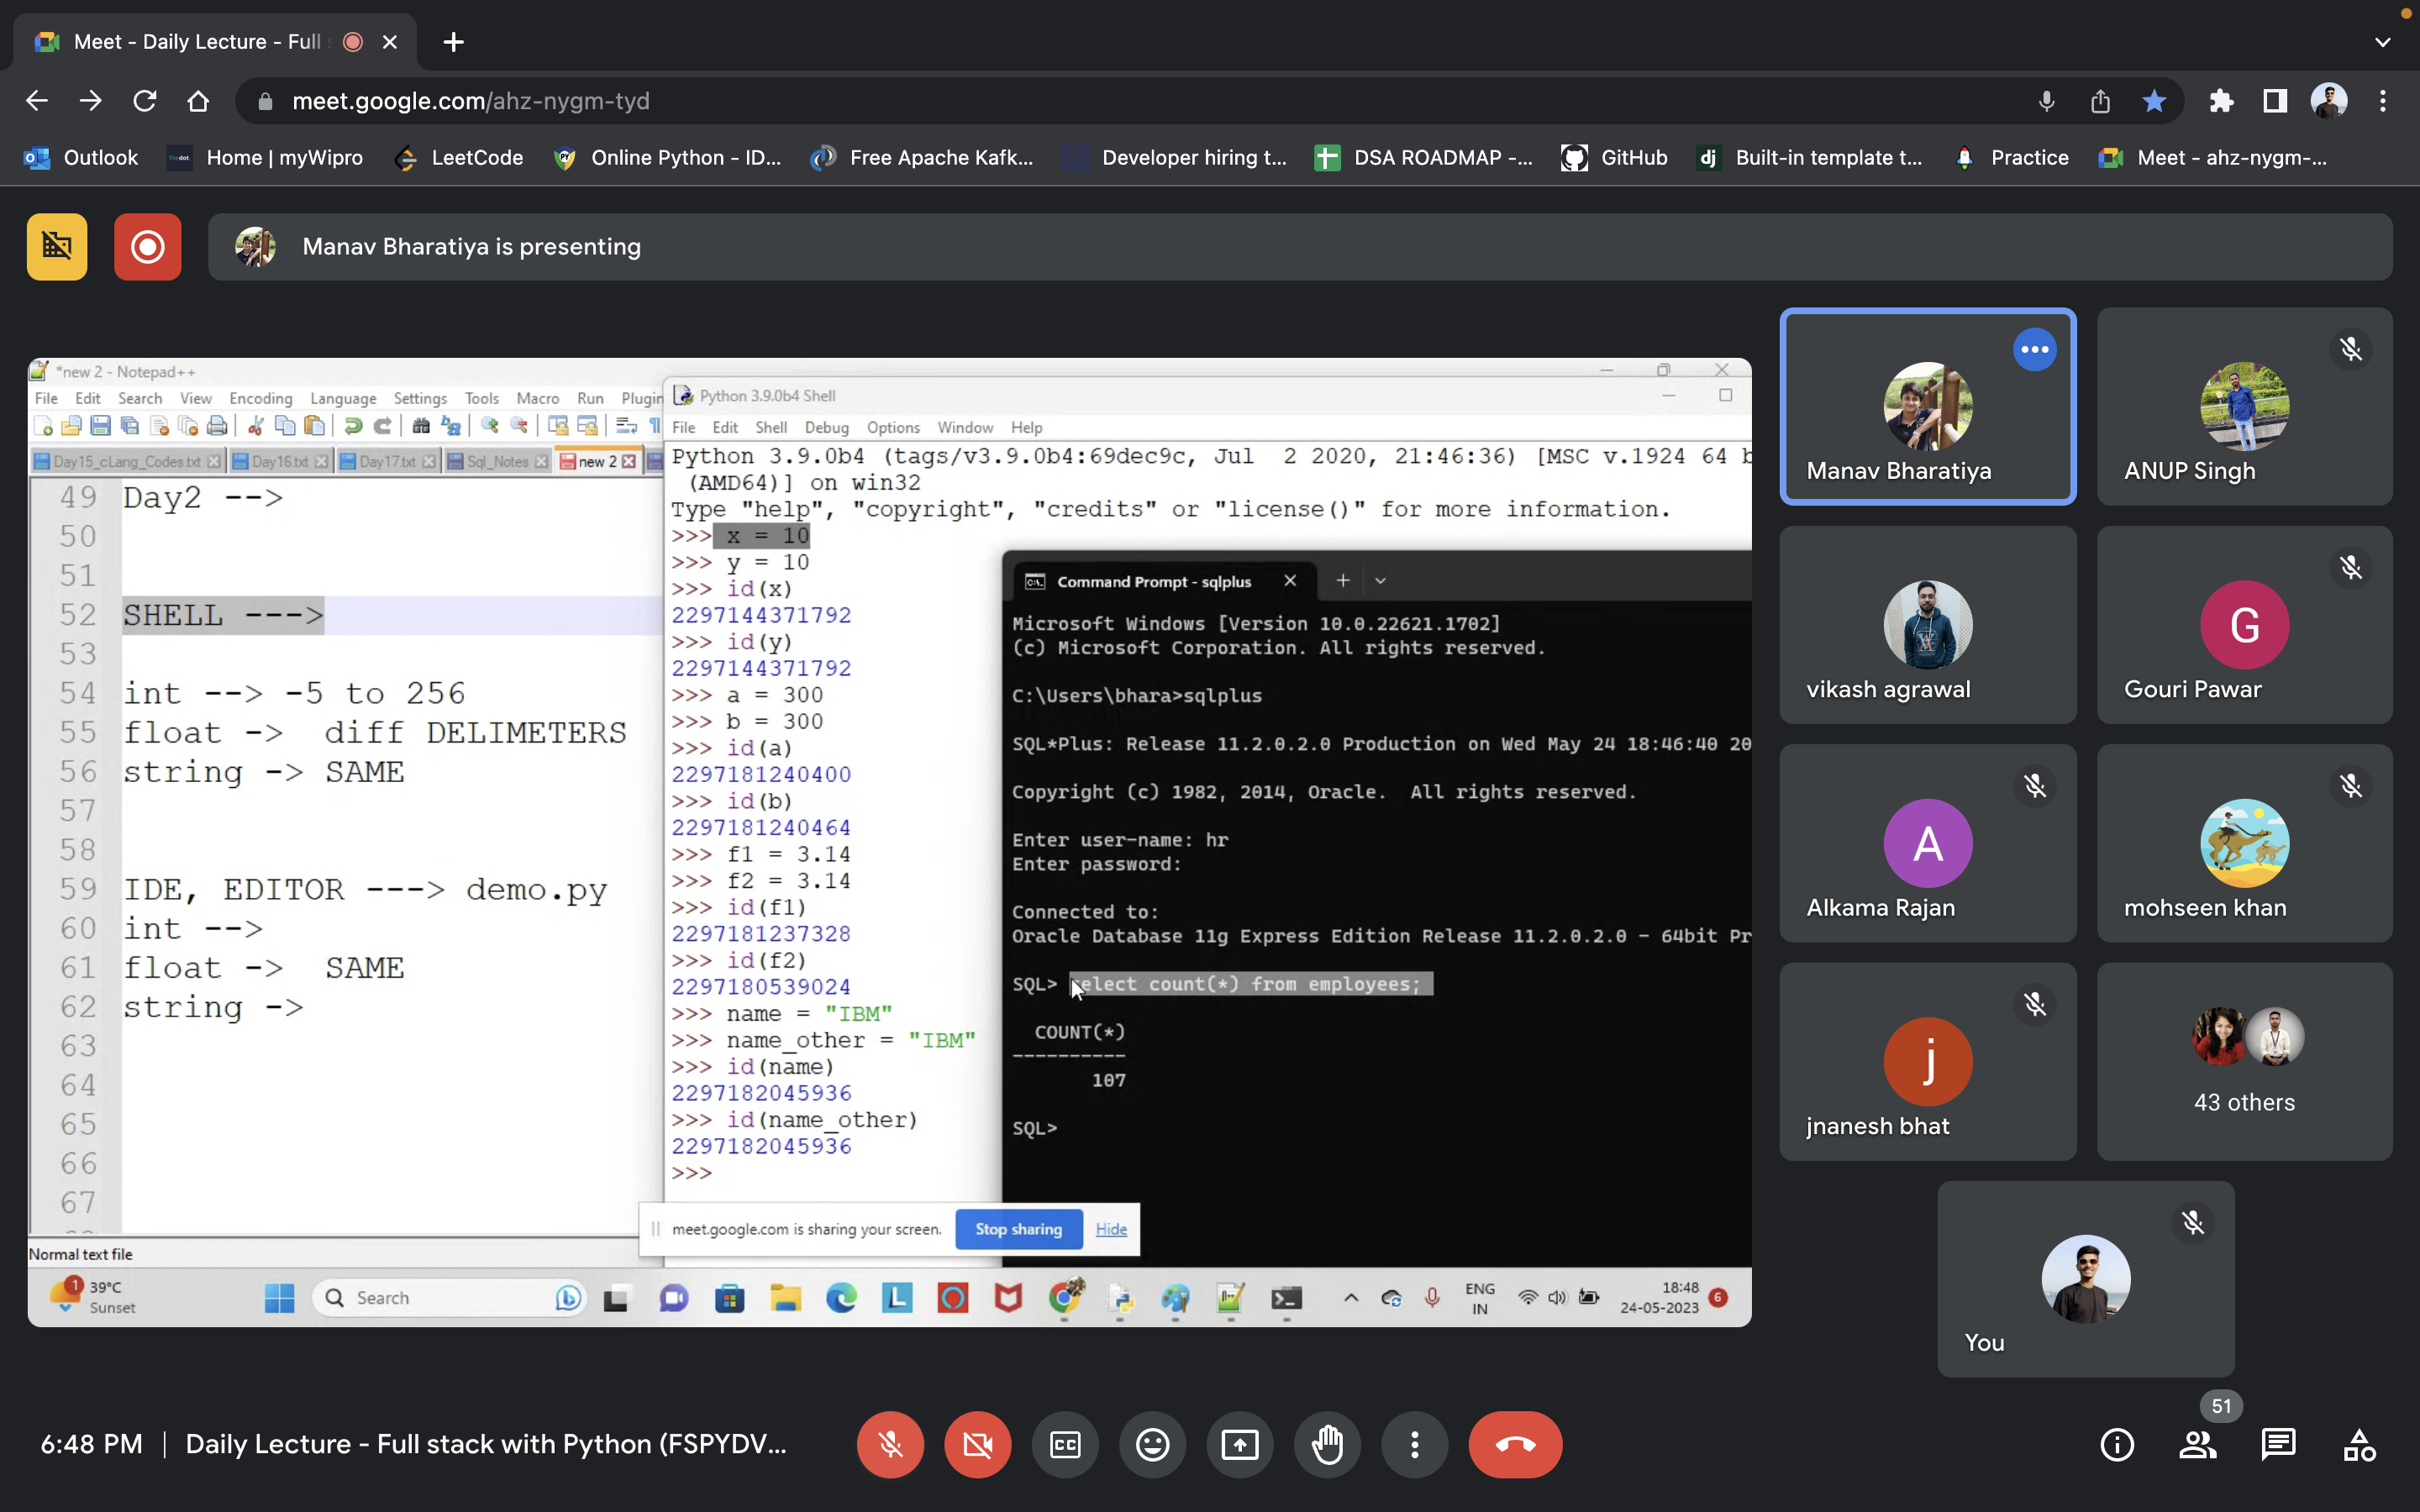 Meet - Daily Lecture - Full
meet.google.com/ahz-nygm-tyd
Outlook
Home | myWipro
LeetCode
Online Python - ID...
Free Apache Kafk...
Developer hiring t...
DSA ROADMAP -...
GitHub
Built-in template t...
Practice
Meet - ahz-nygm-...
Manav Bharatiya is presenting
*new 2 - Notepad++
File Edit Search View Encoding Language Settings Tools Macro Run Plugin
Day15_cLang_Codes.txt Day16.txt Day17.txt Sql_Notes new 2
49 Day2 -->
50
51
52 SHELL --->
53
54 int --> -5 to 256
55 float -> diff DELIMETERS
56 string -> SAME
57
58
59 IDE, EDITOR ---> demo.py
60 int -->
61 float -> SAME
62 string ->
63
64
65
66
67
Normal text file
Python 3.9.0b4 Shell
File Edit Shell Debug Options Window Help
Python 3.9.0b4 (tags/v3.9.0b4:69dec9c, Jul 2 2020, 21:46:36) [MSC v.1924 64 b
(AMD64)] on win32
Type "help", "copyright", "credits" or "license()" for more information.
>>> x = 10
>>> y = 10
>>> id(x)
2297144371792
>>> id(y)
2297144371792
>>> a = 300
>>> b = 300
>>> id(a)
2297181240400
>>> id(b)
2297181240464
>>> f1 = 3.14
>>> f2 = 3.14
>>> id(f1)
2297181237328
>>> id(f2)
2297180539024
>>> name = "IBM"
>>> name_other = "IBM"
>>> id(name)
2297182045936
>>> id(name_other)
2297182045936
>>>
Command Prompt - sqlplus
Microsoft Windows [Version 10.0.22621.1702]
(c) Microsoft Corporation. All rights reserved.
C:\Users\bhara>sqlplus
SQL*Plus: Release 11.2.0.2.0 Production on Wed May 24 18:46:40 20
Copyright (c) 1982, 2014, Oracle. All rights reserved.
Enter user-name: hr
Enter password:
Connected to:
Oracle Database 11g Express Edition Release 11.2.0.2.0 - 64bit Pr
SQL> select count(*) from employees;
COUNT(*)
----------
107
SQL>
meet.google.com is sharing your screen. Stop sharing Hide
1
39°C
Sunset
Search
ENG
IN
18:48
24-05-2023
6
Manav Bharatiya
ANUP Singh
vikash agrawal
G
Gouri Pawar
A
Alkama Rajan
mohseen khan
j
jnanesh bhat
43 others
You
6:48 PM | Daily Lecture - Full stack with Python (FSPYDV...
CC
51